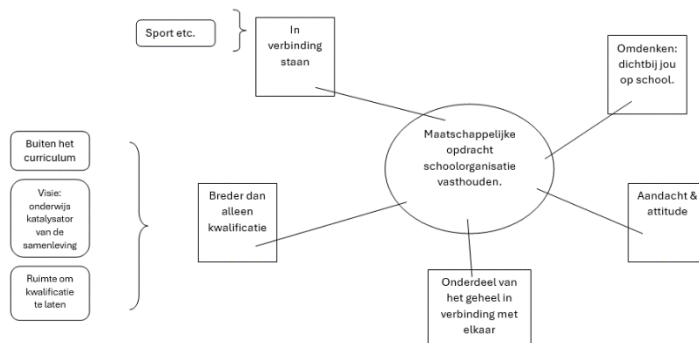 Sport etc.
In
verbinding
staan
Omdenken:
dichtbij jou
op school.
Maatschappelijke
opdracht
schoolorganisatie
vasthouden.
Buiten het
curriculum
Visie:
onderwijs
katalysator
van de
samenleving
Ruimte om
kwalificatie
te laten
Breder dan
alleen
kwalificatie
Aandacht &
attitude
Onderdeel van
het geheel in
verbinding met
elkaar